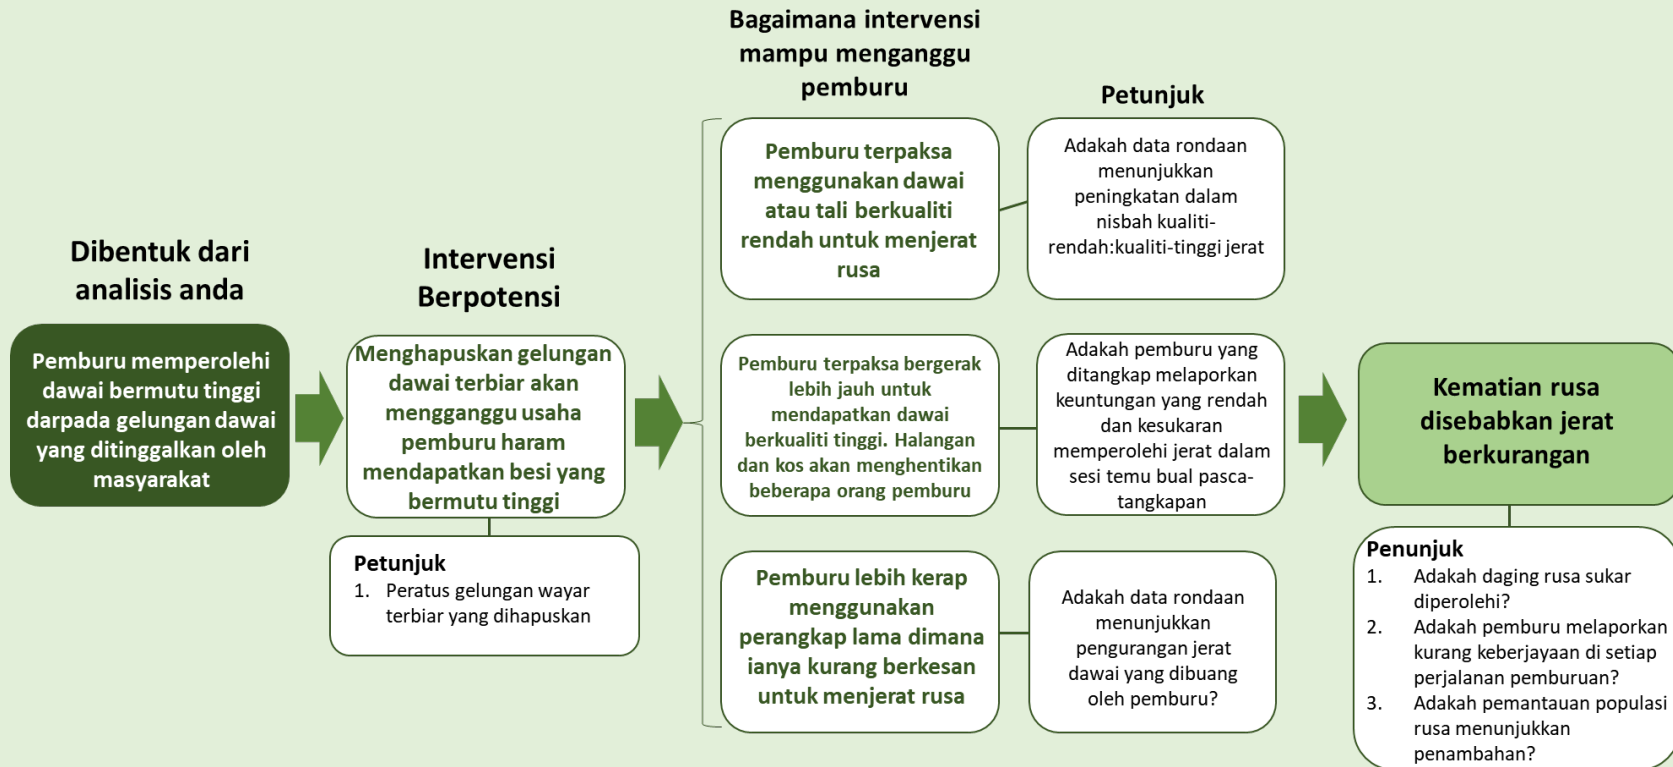 Dibentuk dari
analisis anda
Pemburu memperolehi
dawai bermutu tinggi
darpada gelungan dawai
yang ditinggalkan oleh
masyarakat
Intervensi
Berpotensi
Menghapuskan gelungan
dawai terbiar akan
mengganggu usaha
pemburu haram
mendapatkan besi yang
bermutu tinggi
Petunjuk
1. Peratus gelungan wayar
terbiar yang dihapuskan
Bagaimana intervensi
mampu menganggu
pemburu
Pemburu terpaksa
menggunakan dawai
atau tali berkualiti
rendah untuk menjerat
rusa
Pemburu terpaksa bergerak
lebih jauh untuk
mendapatkan dawai
berkualiti tinggi. Halangan
dan kos akan menghentikan
beberapa orang pemburu
Pemburu lebih kerap
menggunakan
perangkap lama dimana
ianya kurang berkesan
untuk menjerat rusa
Petunjuk
Adakah data rondaan
menunjukkan
peningkatan dalam
nisbah kualiti-
rendah:kualiti-tinggi jerat
Adakah pemburu yang
ditangkap melaporkan
keuntungan yang rendah
dan kesukaran
memperolehi jerat dalam
sesi temu bual pasca-
tangkapan
Adakah data rondaan
menunjukkan
pengurangan jerat
dawai yang dibuang
oleh pemburu?
Kematian rusa
disebabkan jerat
berkurangan
Penunjuk
1. Adakah daging rusa sukar
diperolehi?
2. Adakah pemburu melaporkan
kurang keberjayaan di setiap
perjalanan pemburuan?
3. Adakah pemantauan populasi
rusa menunjukkan
penambahan?